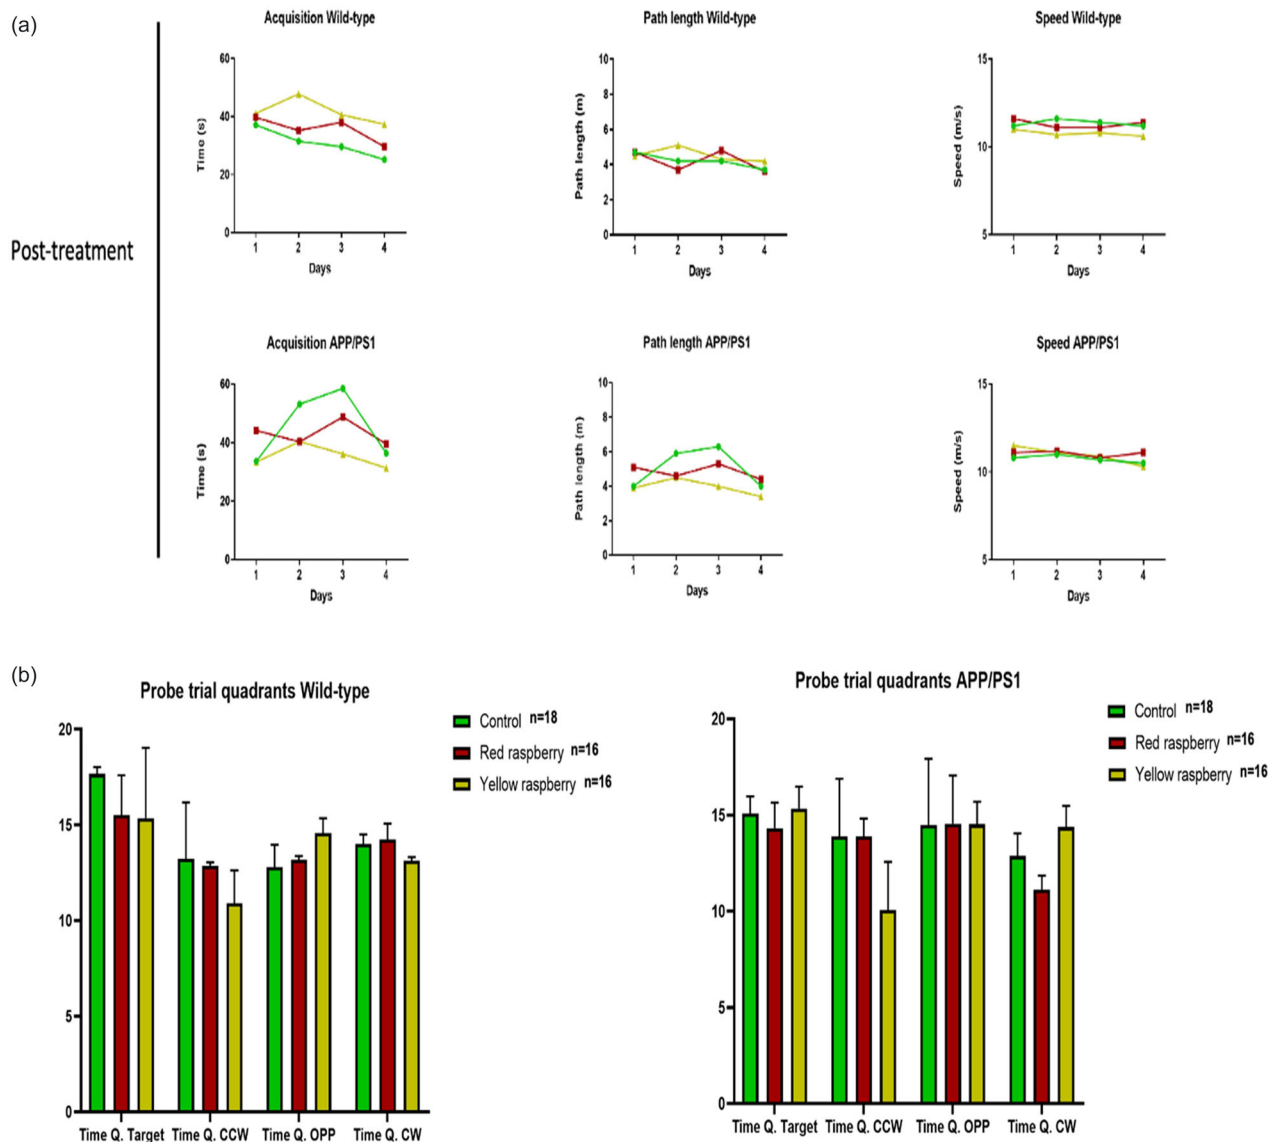 (a)
Post-treatment
Acquisition Wild-type
60
40
20
0
Time (s)
1 2 3 4
Days
Path length Wild-type
10
8
6
4
2
0
Path length (m)
1 2 3 4
Days
Speed Wild-type
15
10
5
Speed (m/s)
1 2 3 4
Days
Acquisition APP/PS1
60
40
20
0
Time (s)
1 2 3 4
Days
Path length APP/PS1
10
8
6
4
2
0
Path length (m)
1 2 3 4
Days
Speed APP/PS1
15
10
5
Speed (m/s)
1 2 3 4
Days
(b)
Probe trial quadrants Wild-type
20
15
10
5
0
Time Q. Target Time Q. CCW Time Q. OPP Time Q. CW
Control n=18
Red raspberry n=16
Yellow raspberry n=16
Probe trial quadrants APP/PS1
20
15
10
5
0
Time Q. Target Time Q. CCW Time Q. OPP Time Q. CW
Control n=18
Red raspberry n=16
Yellow raspberry n=16